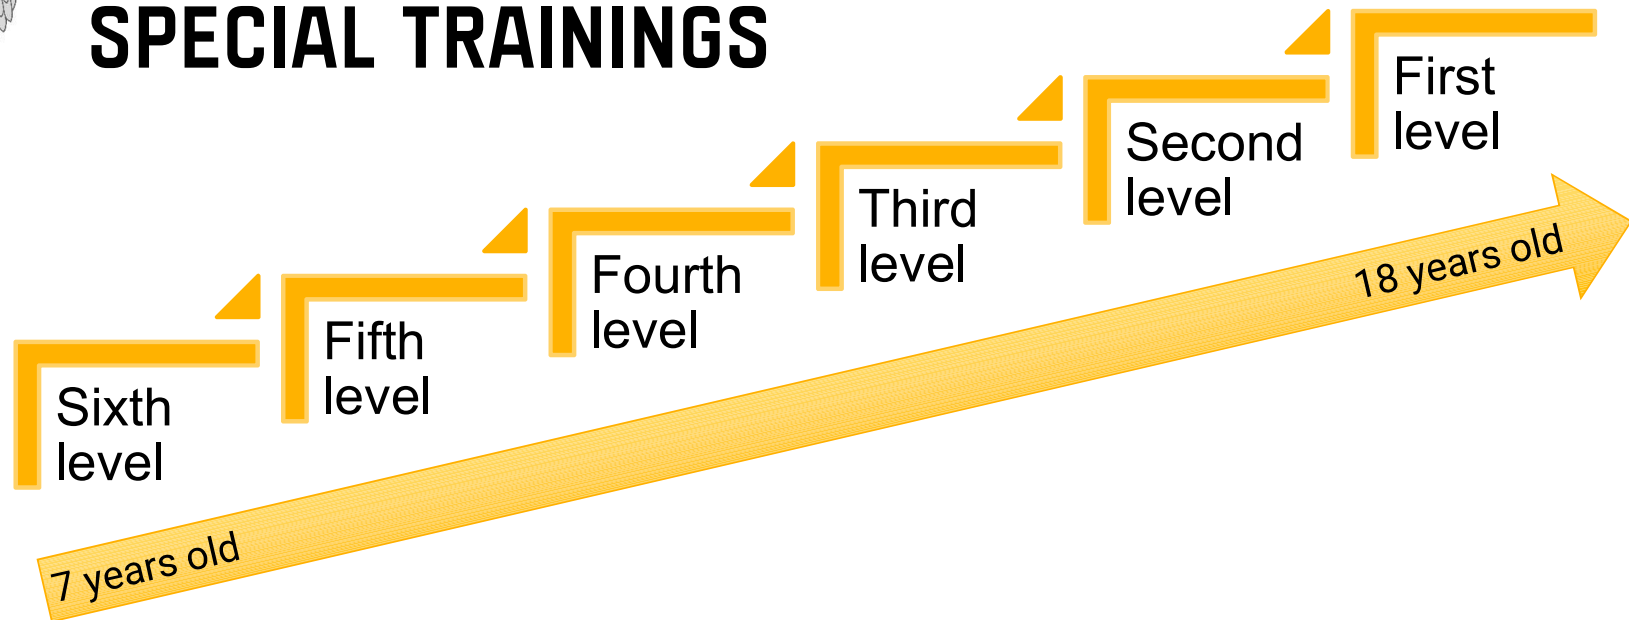 SPECIAL TRAININGS
Sixth
level
Fifth
level
Fourth
level
Third
level
Second
level
First
level
7 years old
18 years old